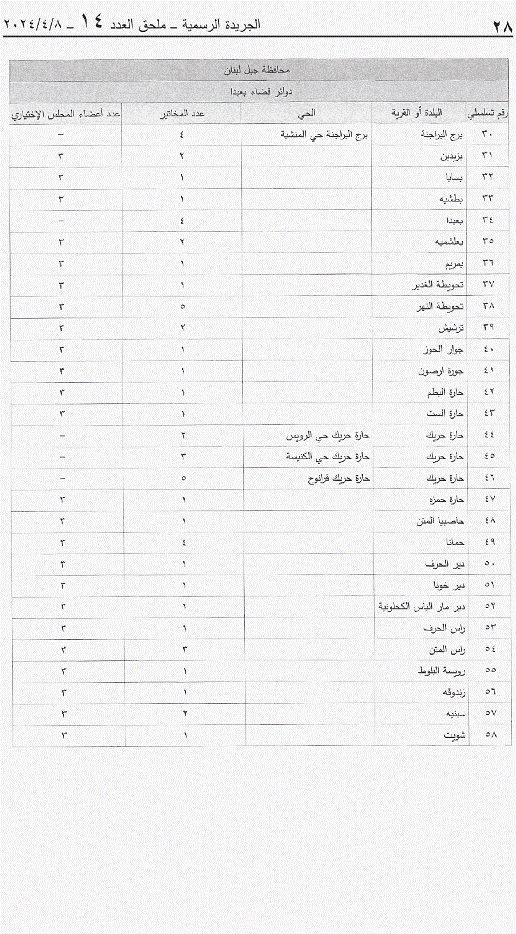 ٢٨ الجريدة الرسمية – ملحق العدد ١٤ – ٢٠٢٤/٤/٨
محافظة جبل لبنان
دوائر قضاء بعبدا
رقم تسلسلي البلدة أو القرية الحي عدد المخاتير عدد أعضاء المجلس الإختياري
٣٠ برج البراجنة برج البراجنة حي المنشية ٤ –
٣١ بزبدين ٢ ٣
٣٢ بسابا ١ ٣
٣٣ بطشيه ١ ٣
٣٤ بعبدا ٤ –
٣٥ بعلشميه ٢ ٣
٣٦ بمريم ١ ٣
٣٧ تحويطة الغدير ١ ٣
٣٨ تحويطة النهر ٥ ٣
٣٩ ترشيش ٢ ٣
٤٠ جوار الحوز ١ ٣
٤١ جورة ارصون ١ ٣
٤٢ حارة البطم ١ ٣
٤٣ حارة الست ١ ٣
٤٤ حارة حريك حارة حريك حي الرويس ٢ –
٤٥ حارة حريك حارة حريك حي الكنيسة ٣ –
٤٦ حارة حريك حارة حريك فزانوح ٥ –
٤٧ حارة حمزه ١ ٣
٤٨ حاصبيا المتن ١ ٣
٤٩ حمانا ٤ ٣
٥٠ دير الحرف ١ ٣
٥١ دير خونا ١ ٣
٥٢ دير مار الياس الكحلونية ١ ٣
٥٣ راس الحرف ١ ٣
٥٤ راس المتن ٣ ٣
٥٥ رويسة البلوط ١ ٣
٥٦ زندوقه ١ ٣
٥٧ سبنيه ٢ ٣
٥٨ شويت ١ ٣